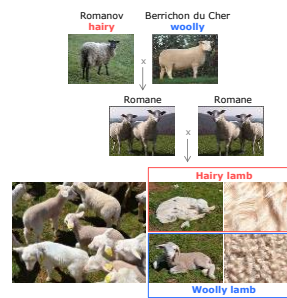 Romanov
Berrichon du Cher
hairy
woolly
x
Romane
Romane
x
Hairy lamb
Woolly lamb